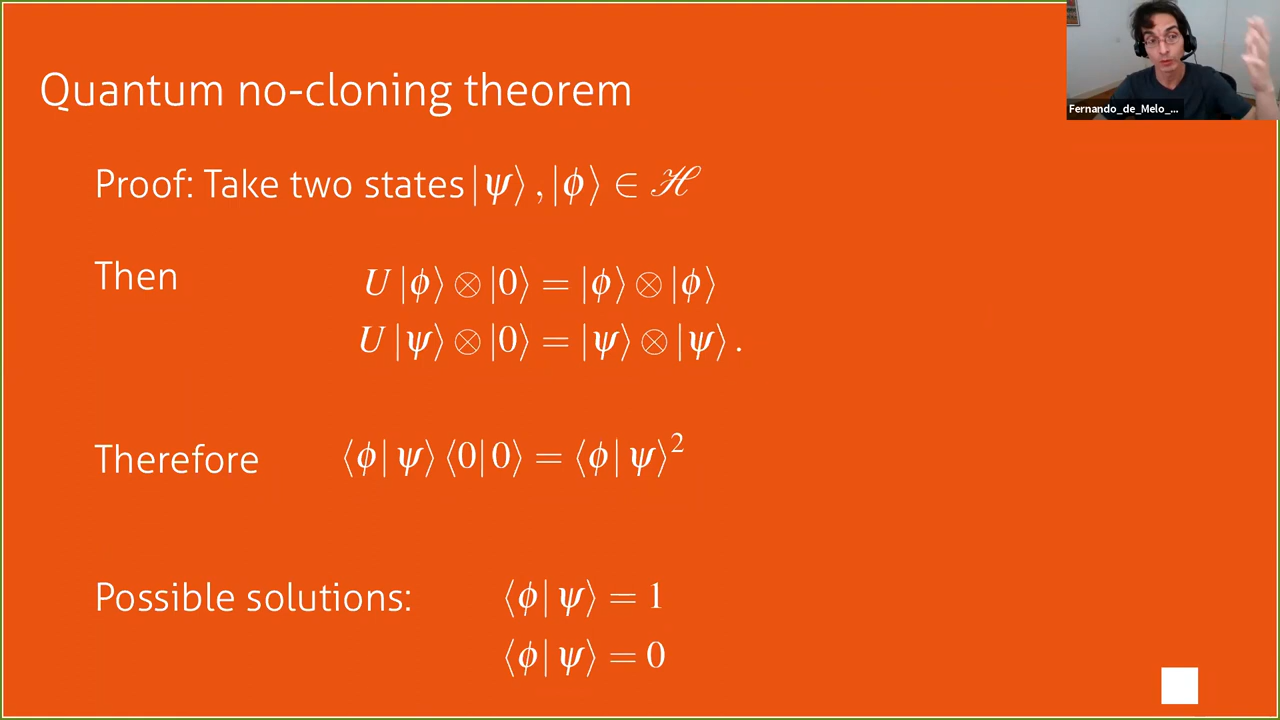 Quantum no-cloning theorem
Fernando_de_Melo_...
Proof: Take two states |ψ⟩, |ϕ⟩ ∈ ℋ
Then U |ϕ⟩ ⊗ |0⟩ = |ϕ⟩ ⊗ |ϕ⟩
U |ψ⟩ ⊗ |0⟩ = |ψ⟩ ⊗ |ψ⟩.
Therefore ⟨ϕ| ψ⟩ ⟨0| 0⟩ = ⟨ϕ| ψ⟩²
Possible solutions: ⟨ϕ| ψ⟩ = 1
⟨ϕ| ψ⟩ = 0